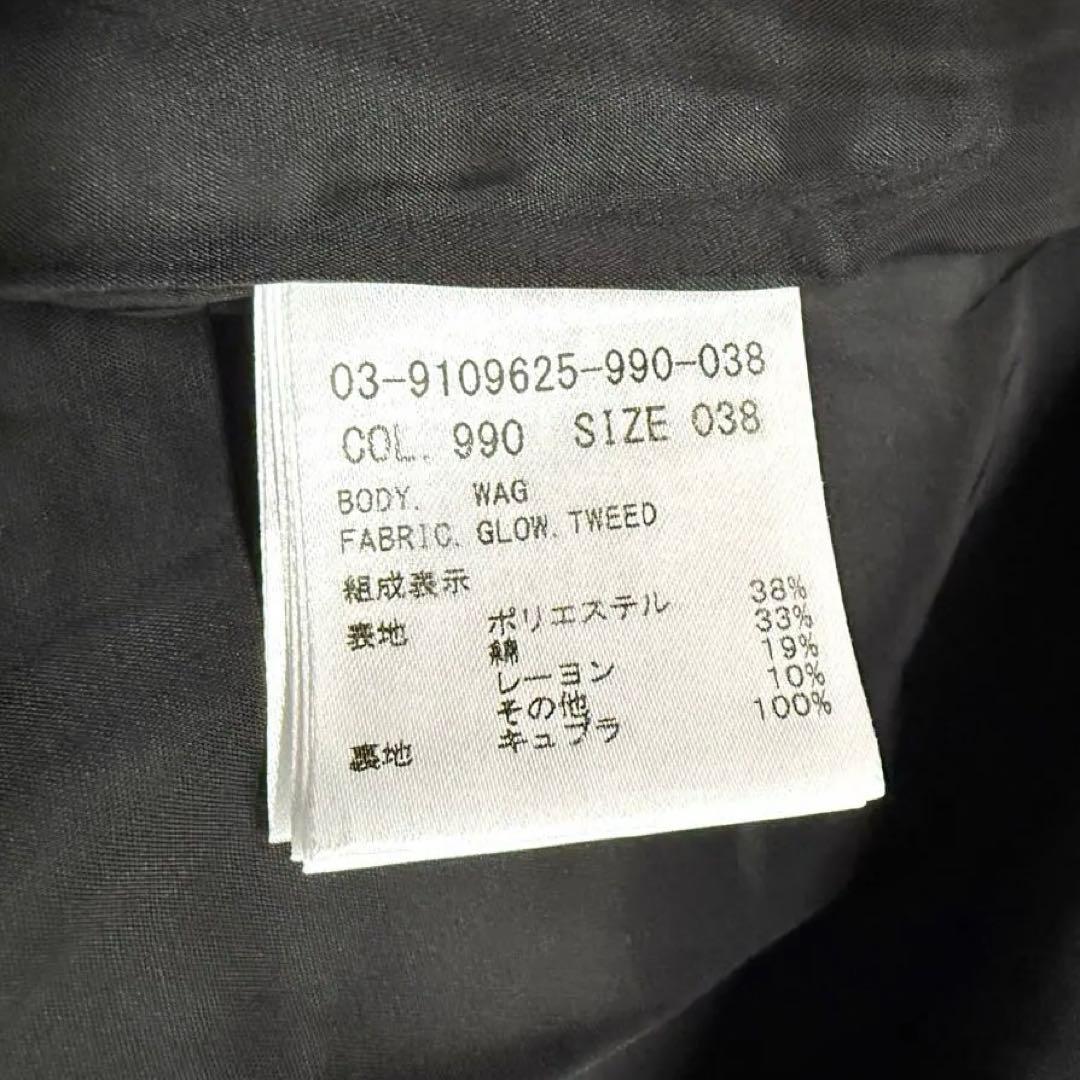 03-9109625-990-038
COL. 990 SIZE 038
BODY. WAG
FABRIC. GLOW. TWEED
組成表示
表地 ポリエステル 38%
綿 33%
レーヨン 19%
その他 10%
裏地 キュプラ 100%